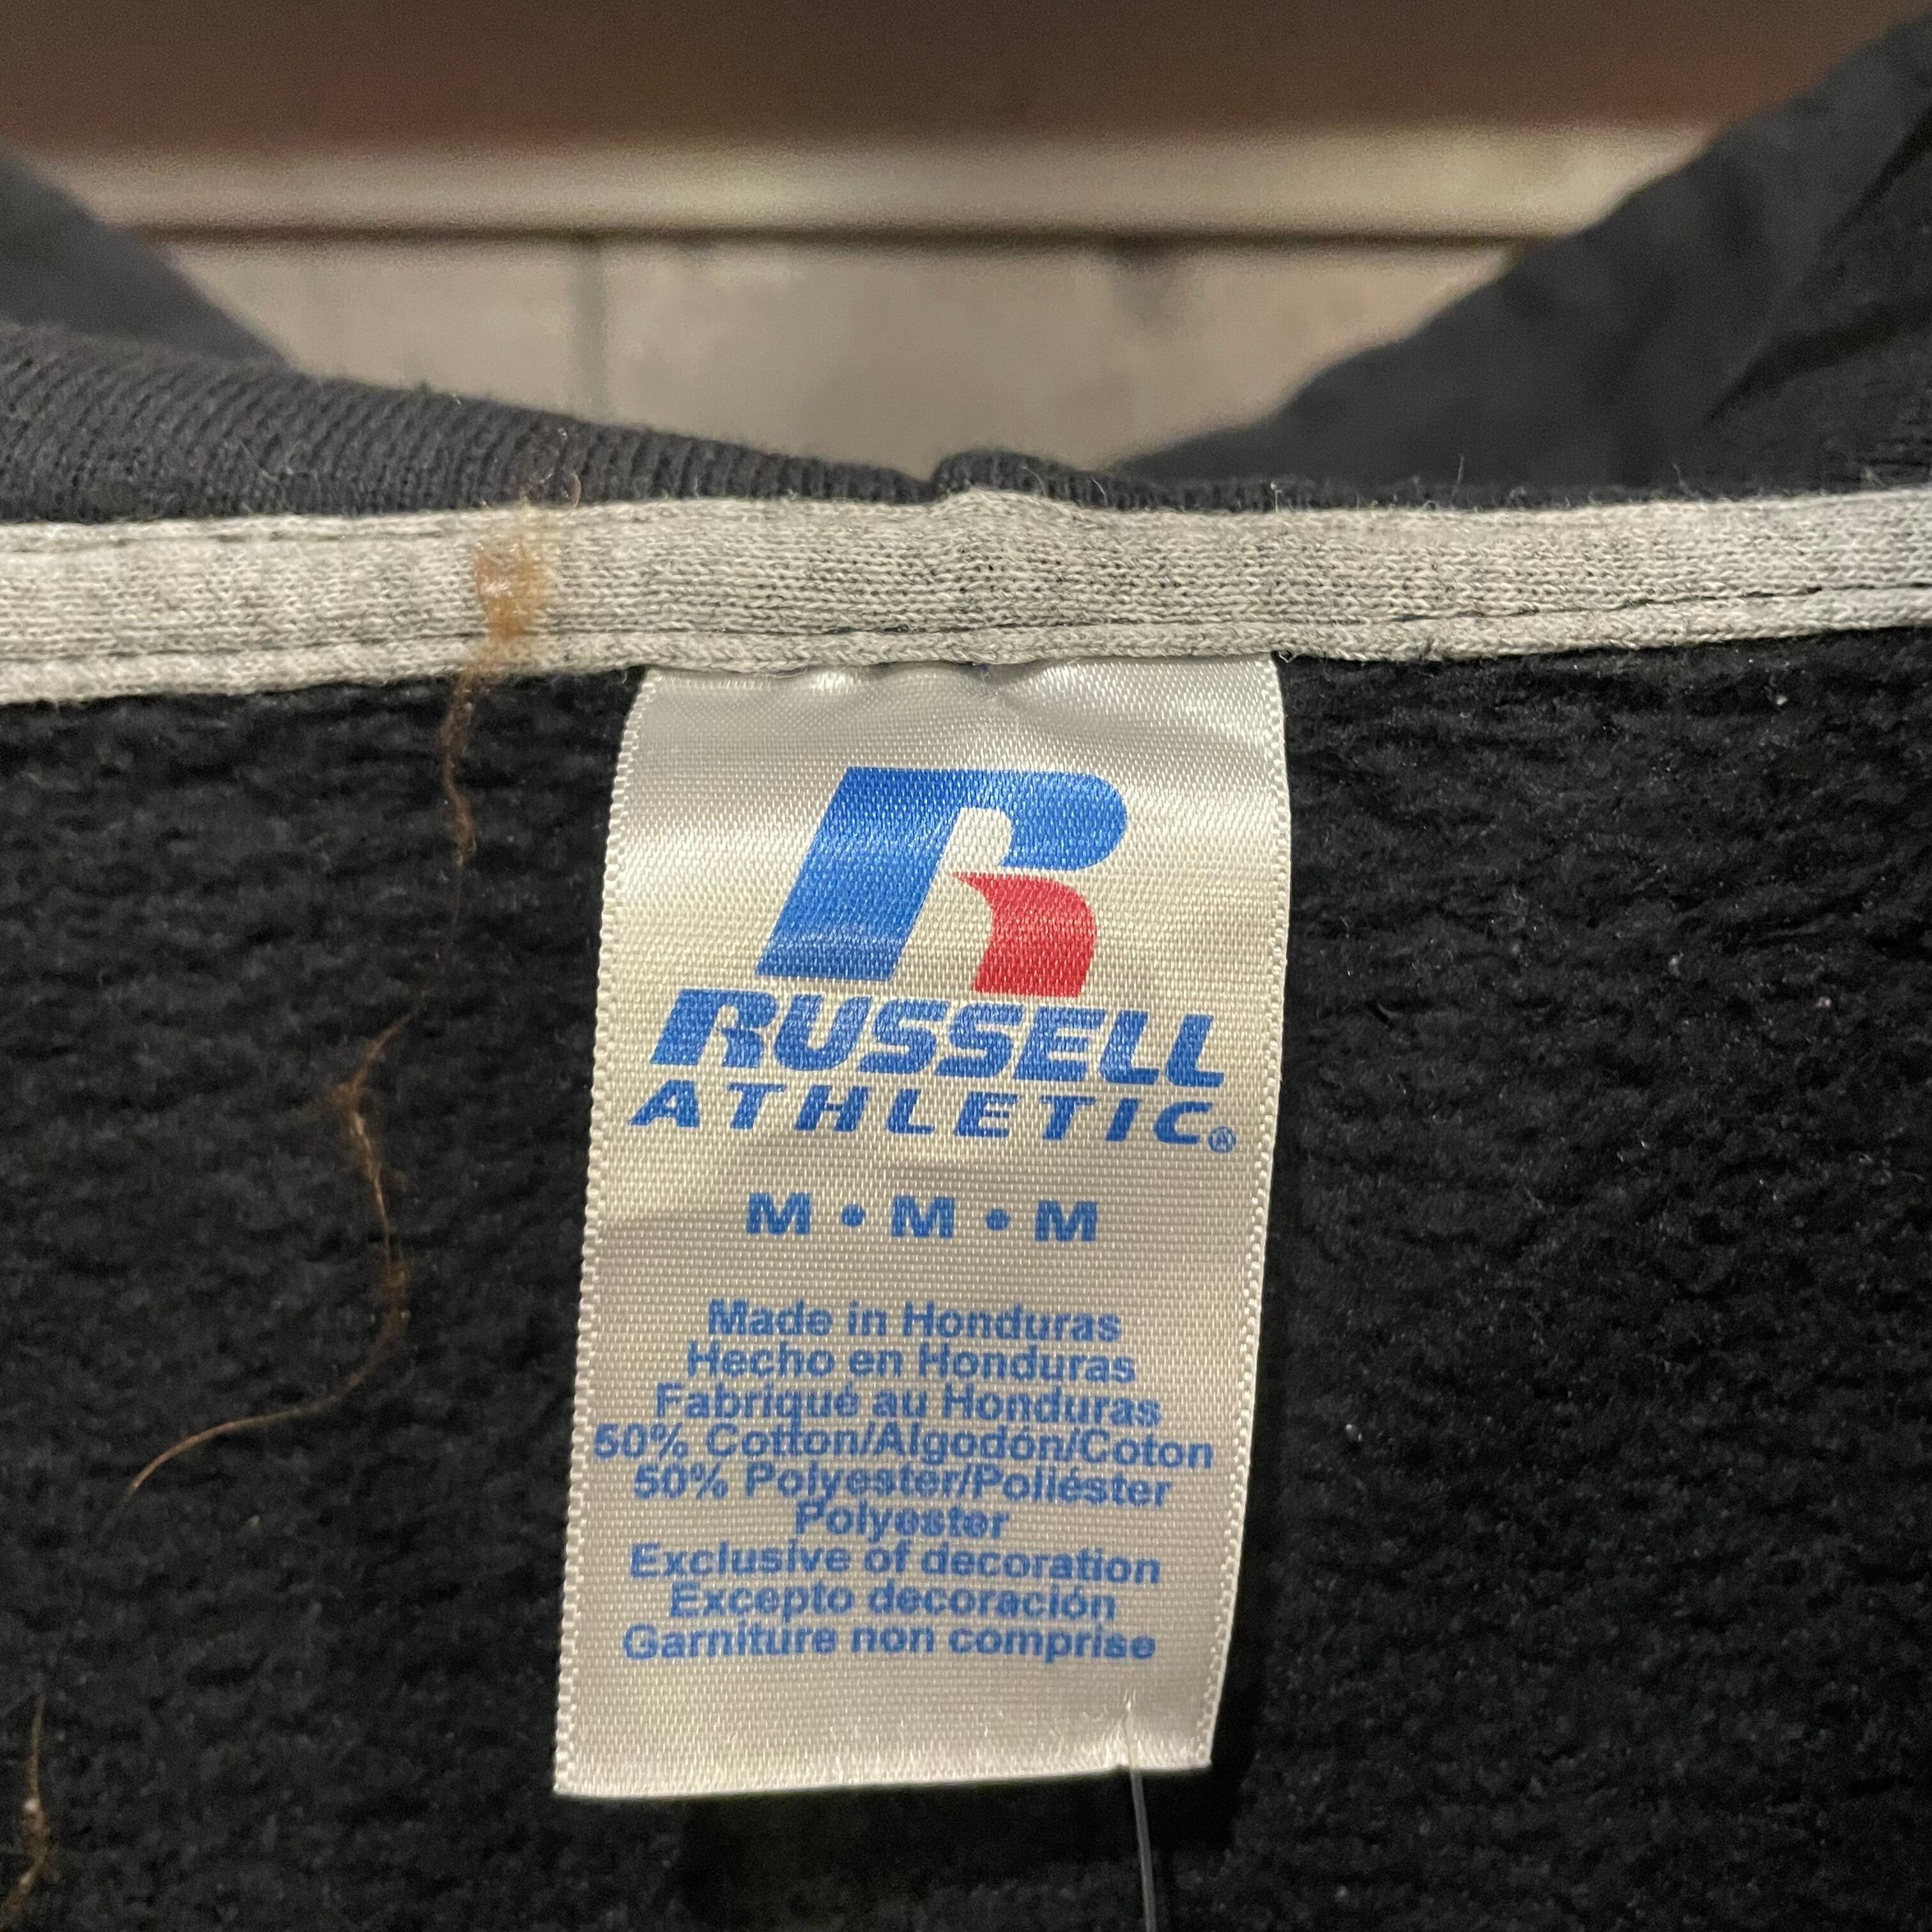 R
RUSSELL
ATHLETIC®
M • M • M
Made in Honduras
Hecho en Honduras
Fabriqué au Honduras
50% Cotton/Algodón/Coton
50% Polyester/Poliéster
Polyester
Exclusive of decoration
Excepto decoración
Garniture non comprise